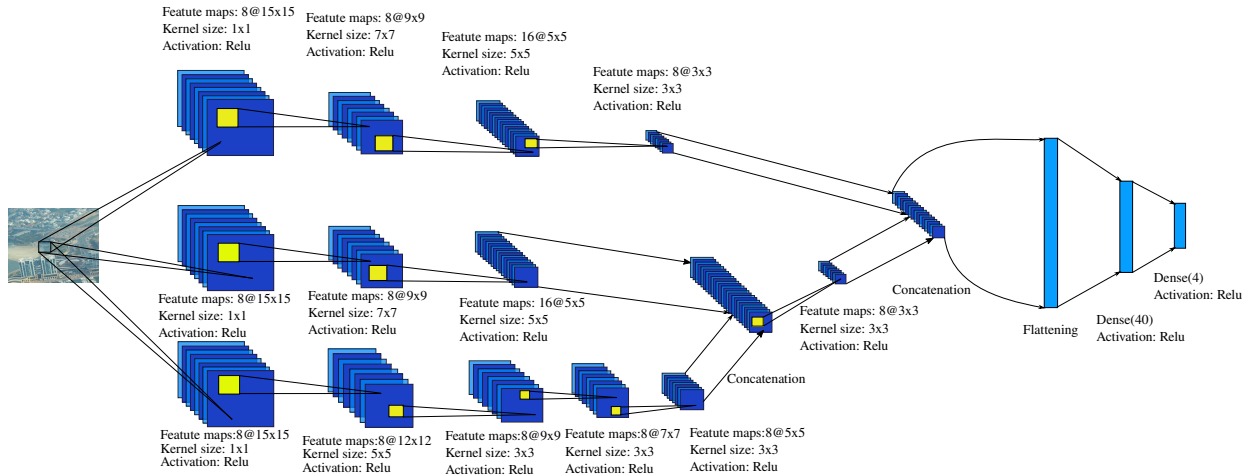 Featute maps: 8@15x15
Kernel size: 1x1
Activation: Relu
Featute maps: 8@9x9
Kernel size: 7x7
Activation: Relu
Featute maps: 16@5x5
Kernel size: 5x5
Activation: Relu
Featute maps: 8@3x3
Kernel size: 3x3
Activation: Relu
Featute maps: 8@15x15
Kernel size: 1x1
Activation: Relu
Featute maps: 8@9x9
Kernel size: 7x7
Activation: Relu
Featute maps: 16@5x5
Kernel size: 5x5
Activation: Relu
Featute maps: 8@3x3
Kernel size: 3x3
Activation: Relu
Concatenation
Flattening
Dense(40)
Activation: Relu
Dense(4)
Activation: Relu
Concatenation
Featute maps:8@15x15
Kernel size: 1x1
Activation: Relu
Featute maps:8@12x12
Kernel size: 5x5
Activation: Relu
Featute maps:8@9x9
Kernel size: 3x3
Activation: Relu
Featute maps:8@7x7
Kernel size: 3x3
Activation: Relu
Featute maps:8@5x5
Kernel size: 3x3
Activation: Relu